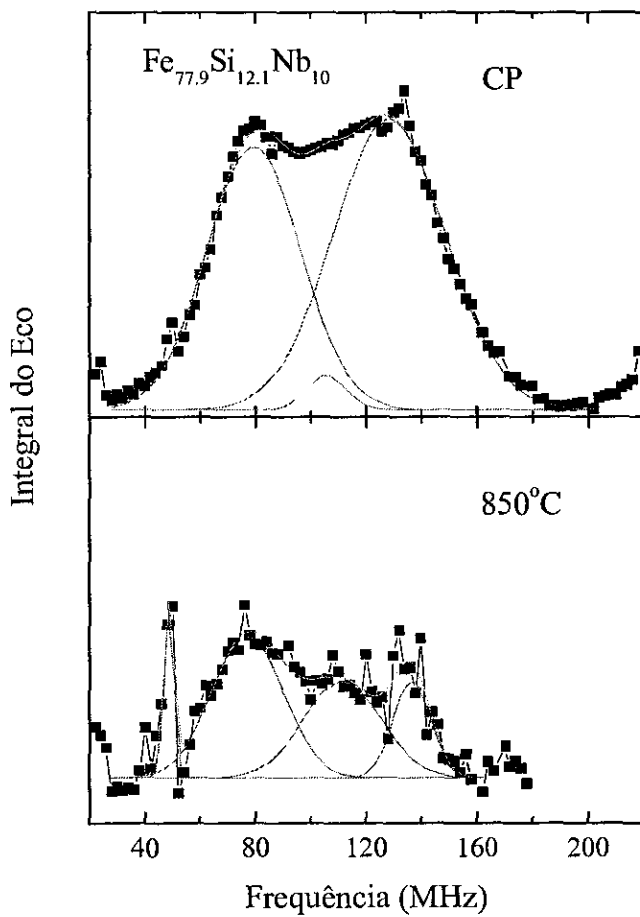 Fe77.9Si12.1Nb10
CP
Integral do Eco
850°C
40 80 120 160 200
Frequência (MHz)